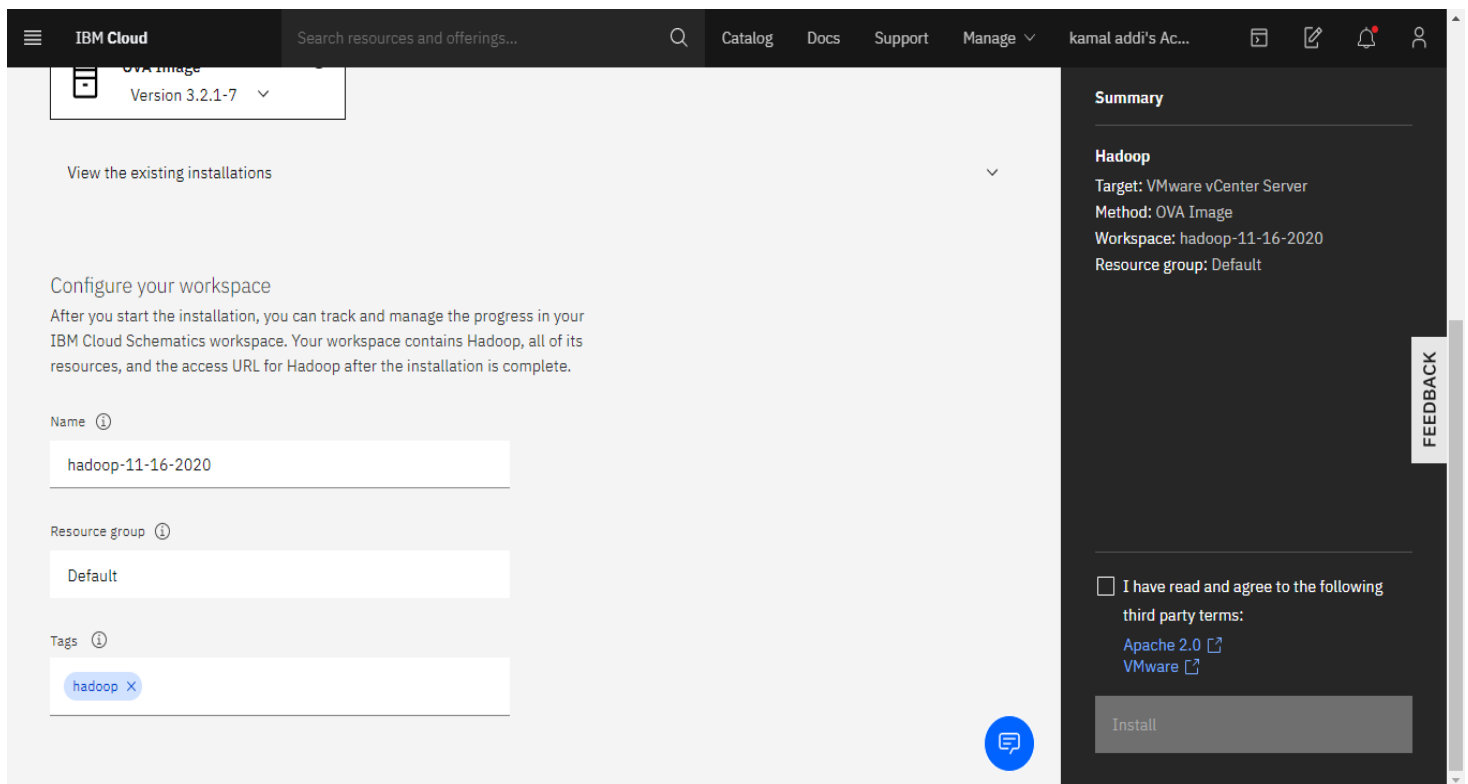 IBM Cloud
Search resources and offerings...
Catalog
Docs
Support
Manage
kamal addi's Ac...
OVA Image
Version 3.2.1-7
View the existing installations
Configure your workspace
After you start the installation, you can track and manage the progress in your
IBM Cloud Schematics workspace. Your workspace contains Hadoop, all of its
resources, and the access URL for Hadoop after the installation is complete.
Name
hadoop-11-16-2020
Resource group
Default
Tags
hadoop
Summary
Hadoop
Target: VMware vCenter Server
Method: OVA Image
Workspace: hadoop-11-16-2020
Resource group: Default
FEEDBACK
I have read and agree to the following
third party terms:
Apache 2.0
VMware
Install